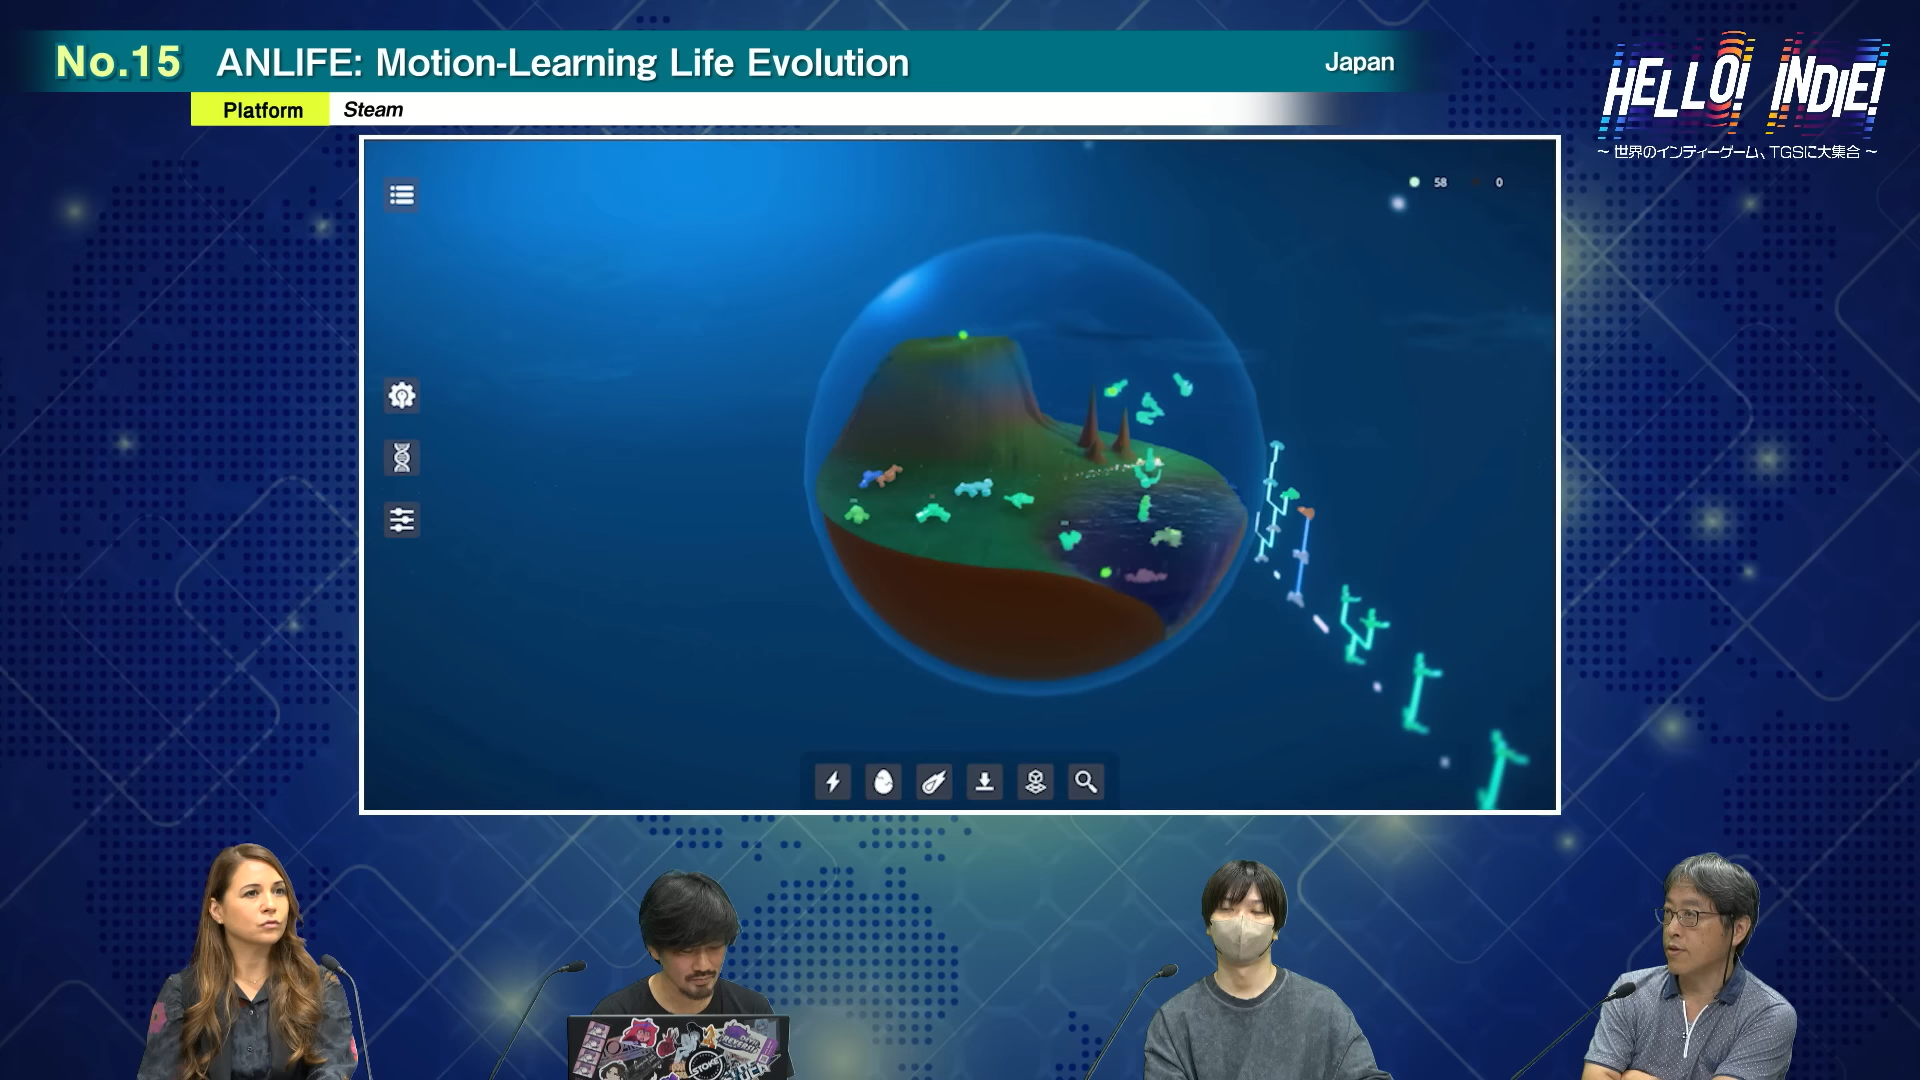 No.15 ANLIFE: Motion-Learning Life Evolution Japan
Platform Steam
HELLO! INDIE!
~ 世界のインディーゲーム、TGSに大集合 ~
58 0
STOKE